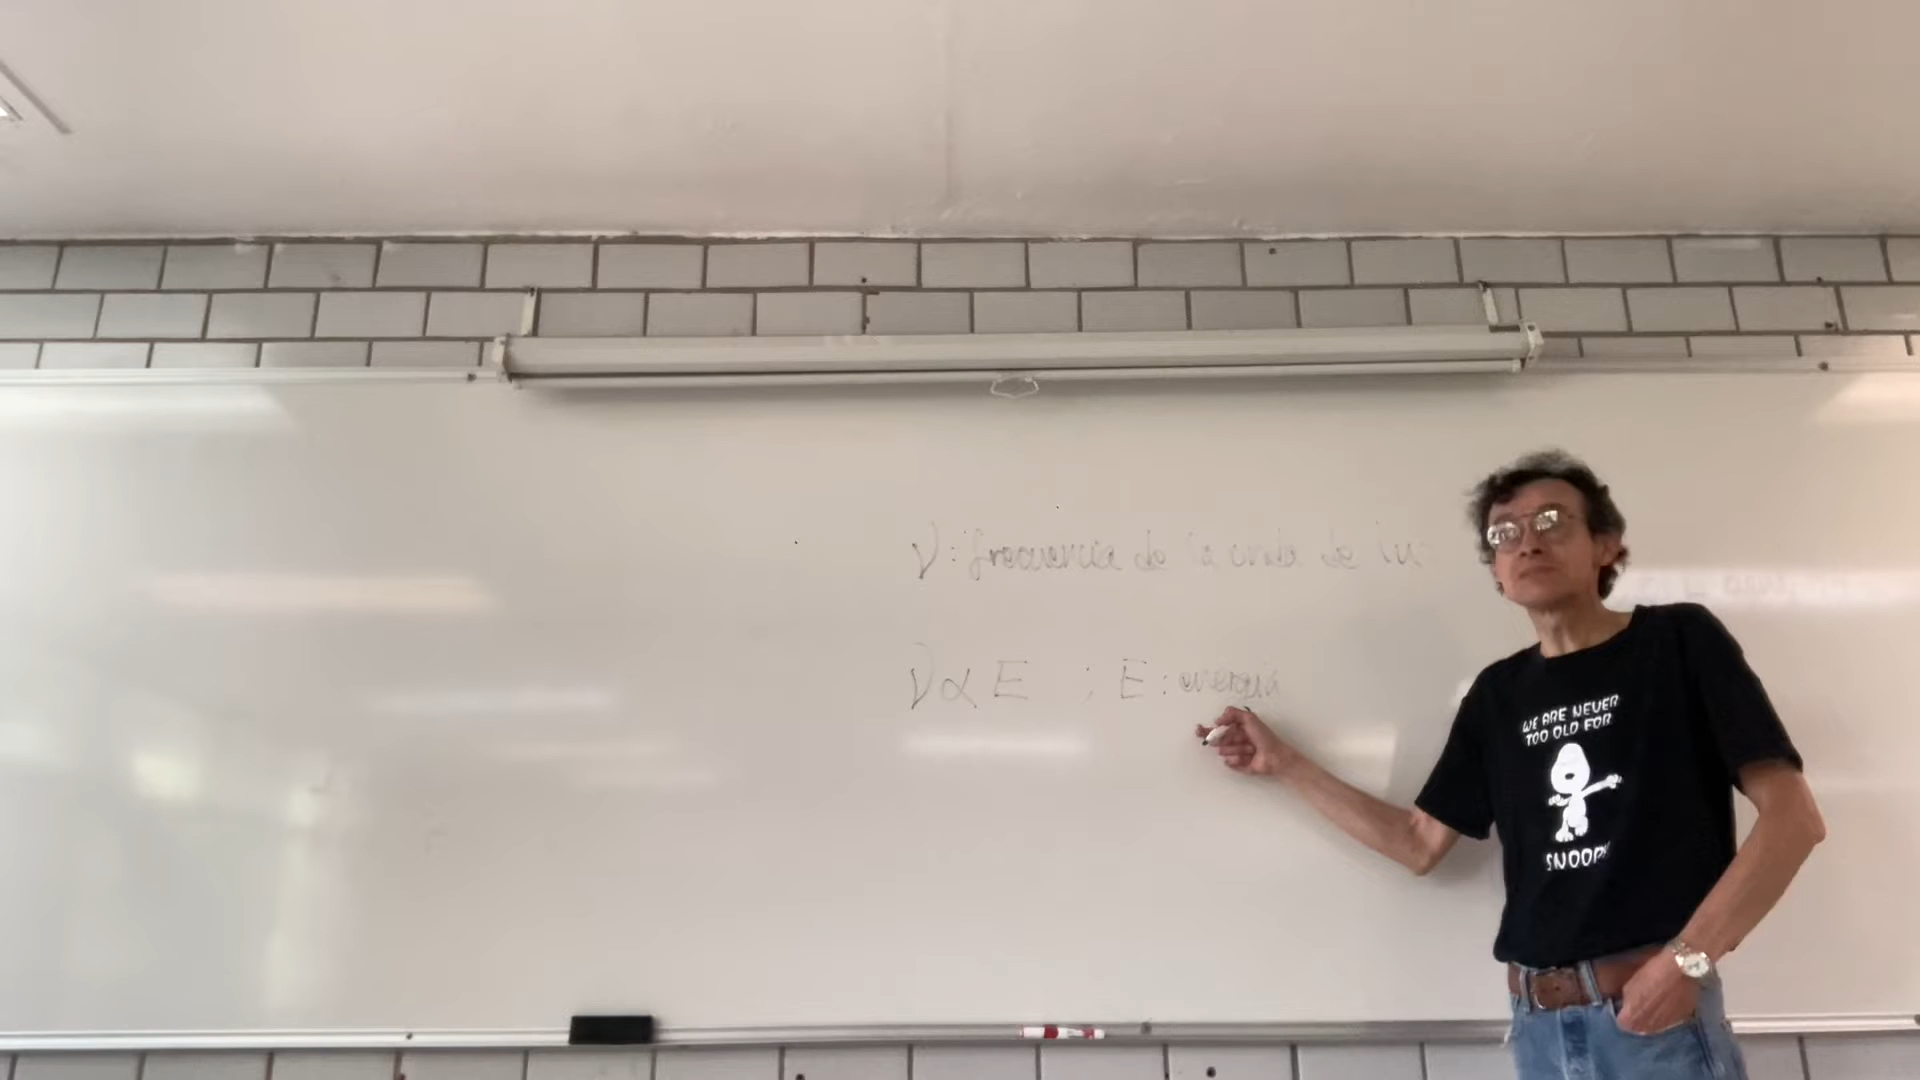 ν : frecuencia de la onda de luz
ν α E ; E : energía
WE ARE NEVER
TOO OLD FOR
SNOOPY